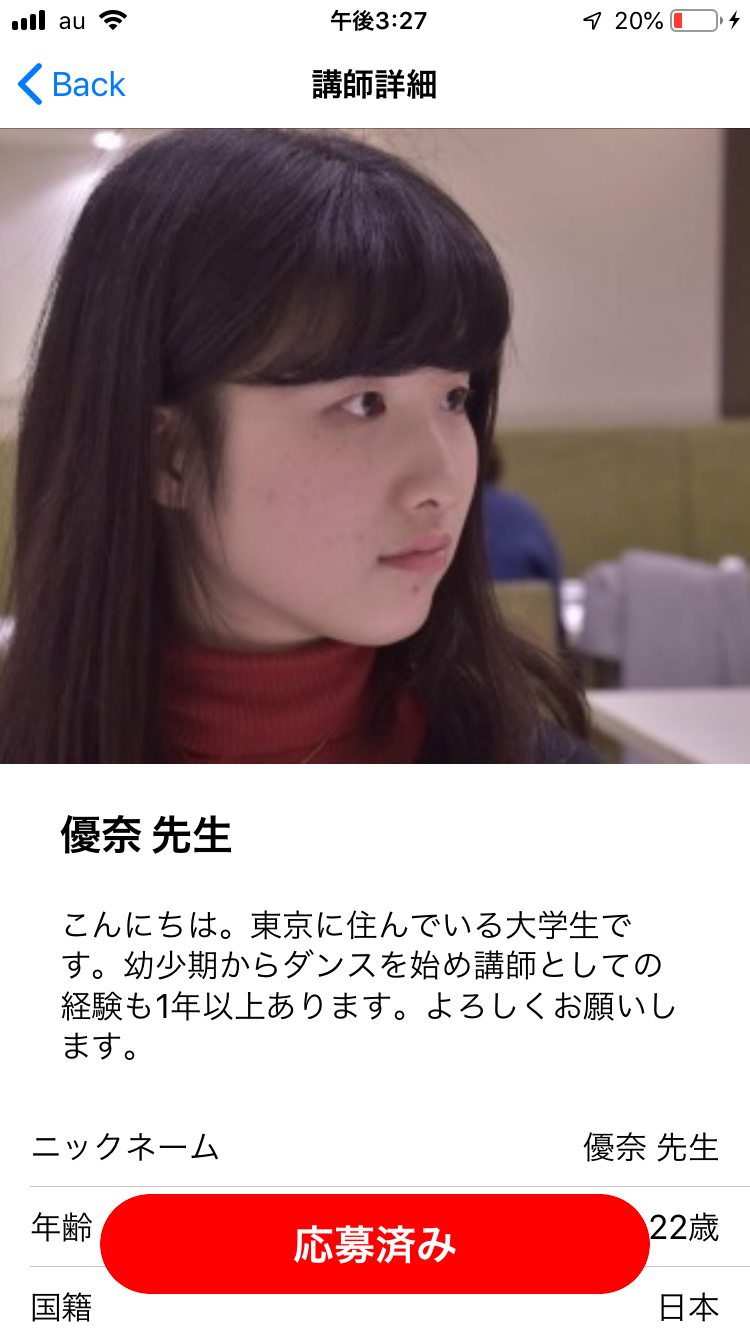 au 午後3:27 20%
Back 講師詳細
優奈 先生
こんにちは。東京に住んでいる大学生で
す。幼少期からダンスを始め講師としての
経験も1年以上あります。よろしくお願いし
ます。
ニックネーム 優奈 先生
年齢 22歳
応募済み
国籍 日本